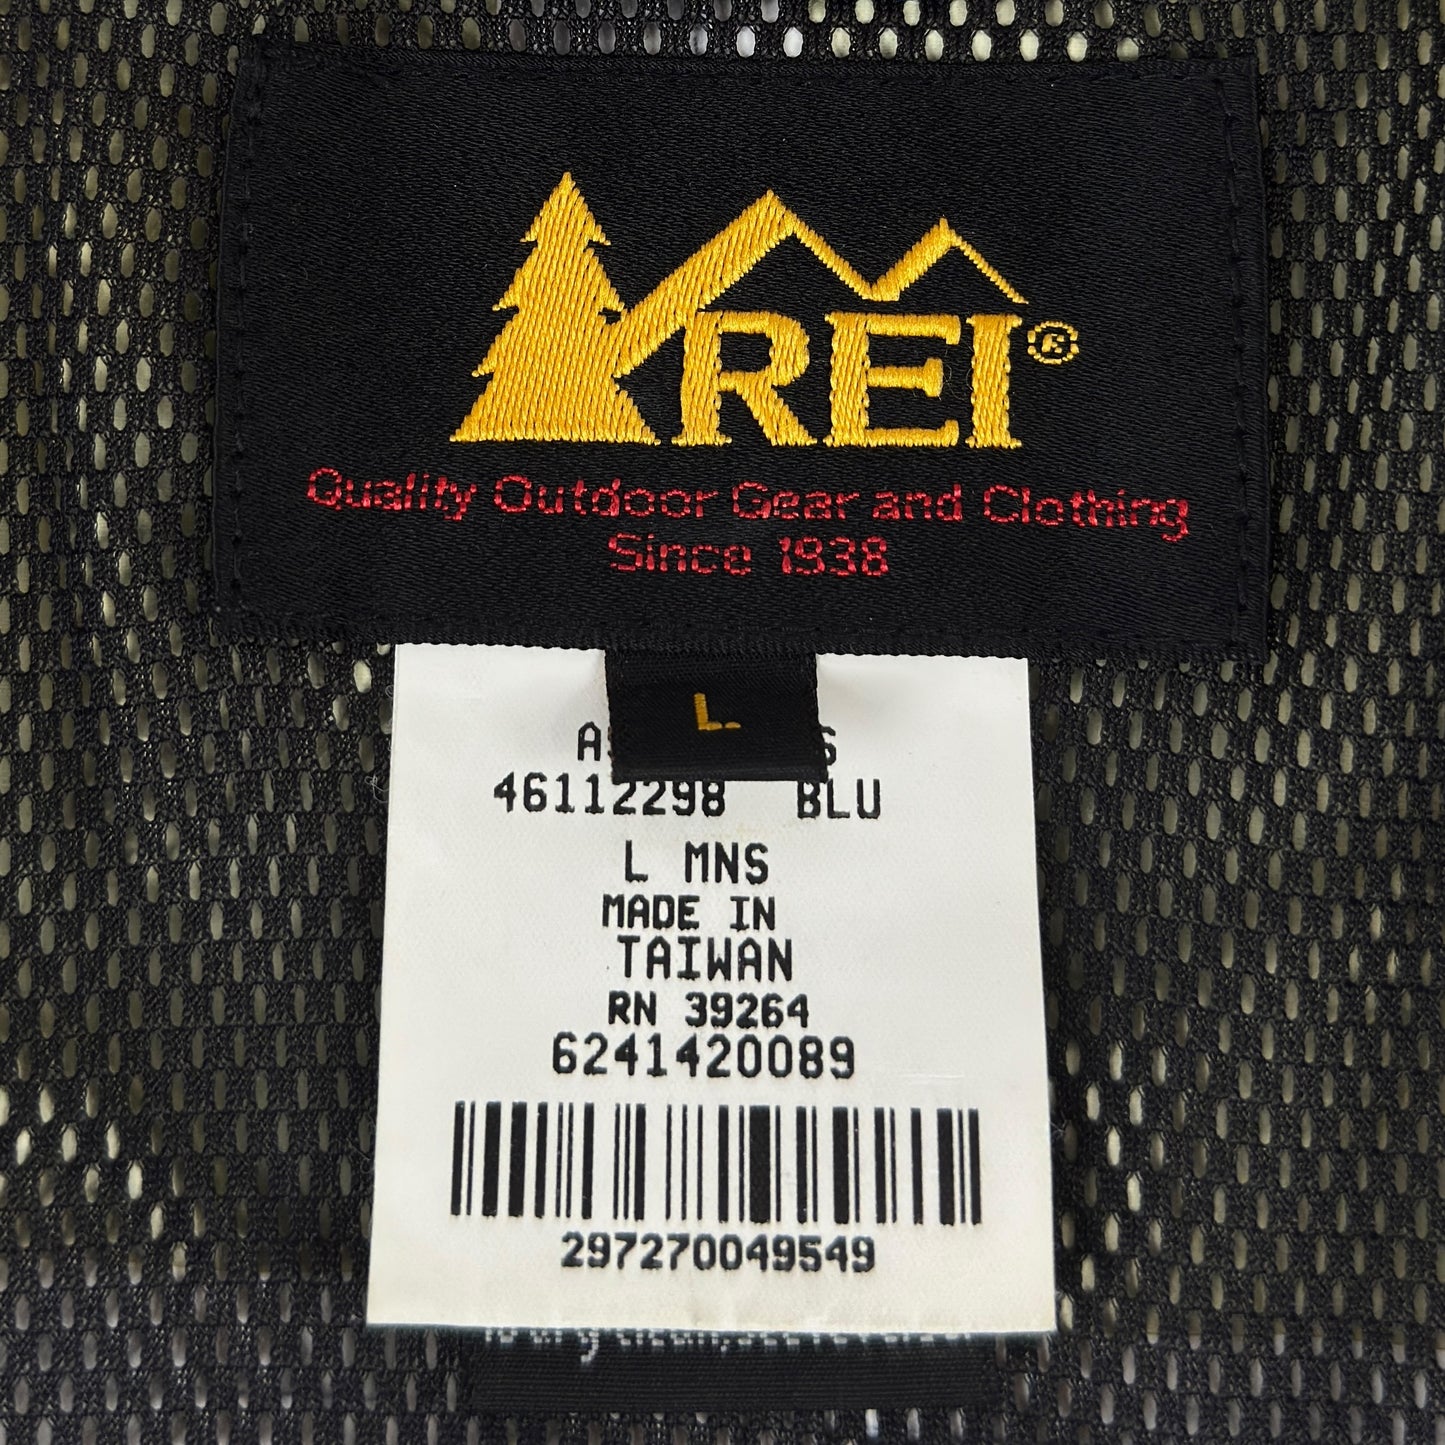 REI®
Quality Outdoor Gear and Clothing
Since 1938
L
46112298 BLU
L MNS
MADE IN
TAIWAN
RN 39264
6241420089
297270049549